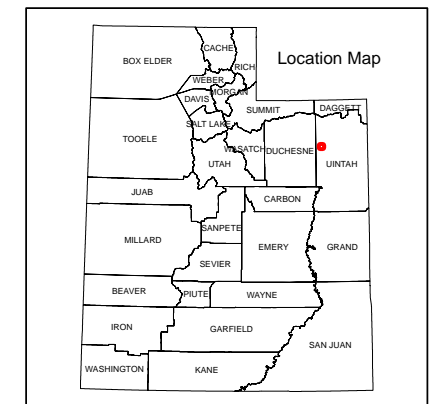 Location Map
CACHE
BOX ELDER
RICH
WEBER
MORGAN
DAVIS
SUMMIT
DAGGETT
SALT LAKE
TOOELE
WASATCH
DUCHESNE
UTAH
UINTAH
JUAB
CARBON
SANPETE
MILLARD
EMERY
GRAND
SEVIER
BEAVER
PIUTE
WAYNE
IRON
GARFIELD
SAN JUAN
WASHINGTON
KANE